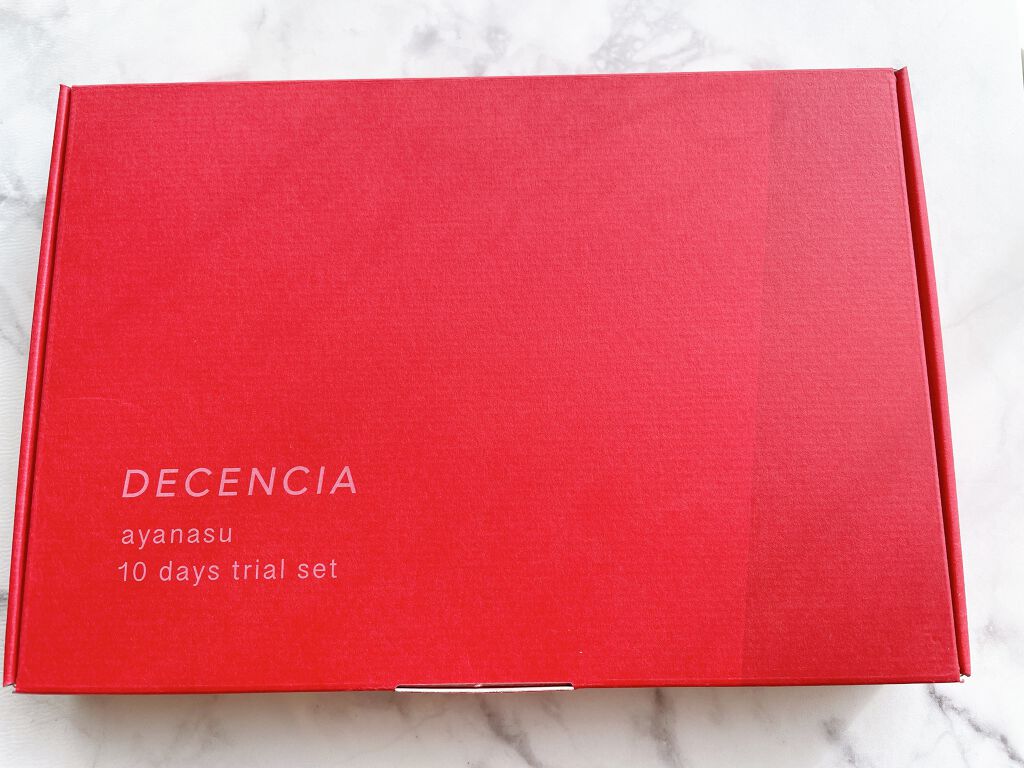 DECENCIA
ayanasu
10 days trial set